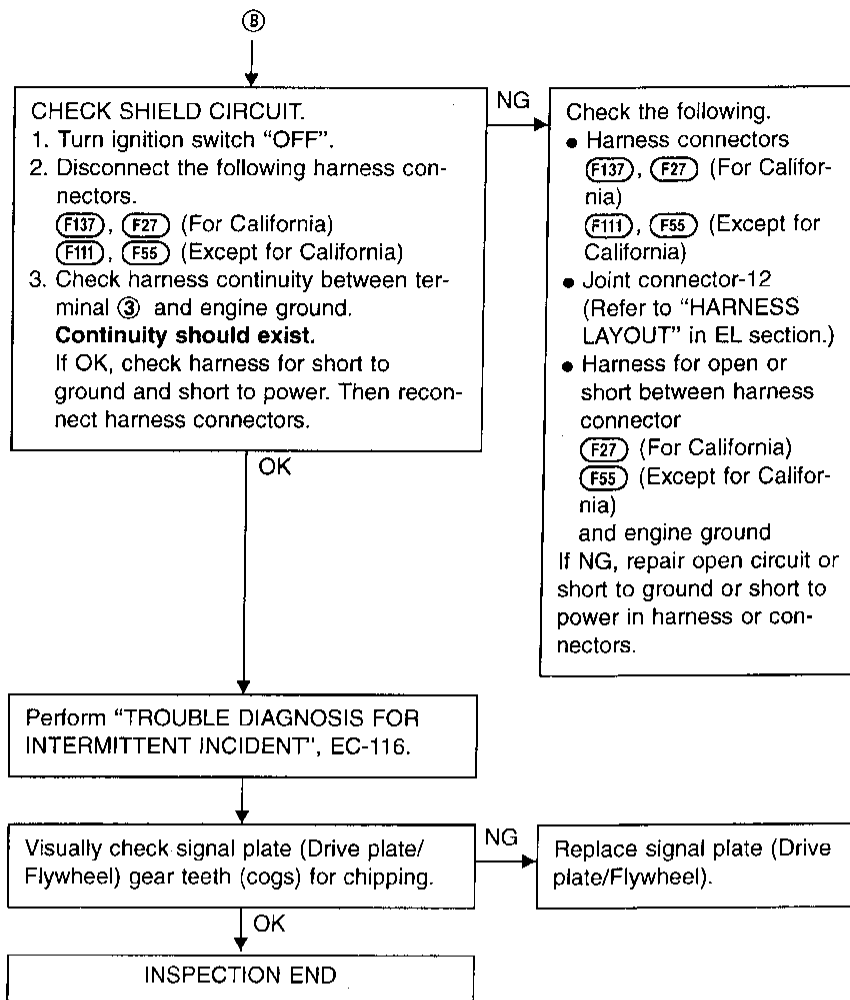 B
CHECK SHIELD CIRCUIT.
1. Turn ignition switch "OFF".
2. Disconnect the following harness con-
nectors.
F137, F27 (For California)
F111, F55 (Except for California)
3. Check harness continuity between ter-
minal 3 and engine ground.
Continuity should exist.
If OK, check harness for short to
ground and short to power. Then recon-
nect harness connectors.
NG
Check the following.
● Harness connectors
F137, F27 (For Califor-
nia)
F111, F55 (Except for
California)
● Joint connector-12
(Refer to "HARNESS
LAYOUT" in EL section.)
● Harness for open or
short between harness
connector
F27 (For California)
F55 (Except for Califor-
nia)
and engine ground
If NG, repair open circuit or
short to ground or short to
power in harness or con-
nectors.
OK
Perform "TROUBLE DIAGNOSIS FOR
INTERMITTENT INCIDENT", EC-116.
Visually check signal plate (Drive plate/
Flywheel) gear teeth (cogs) for chipping.
NG
Replace signal plate (Drive
plate/Flywheel).
OK
INSPECTION END